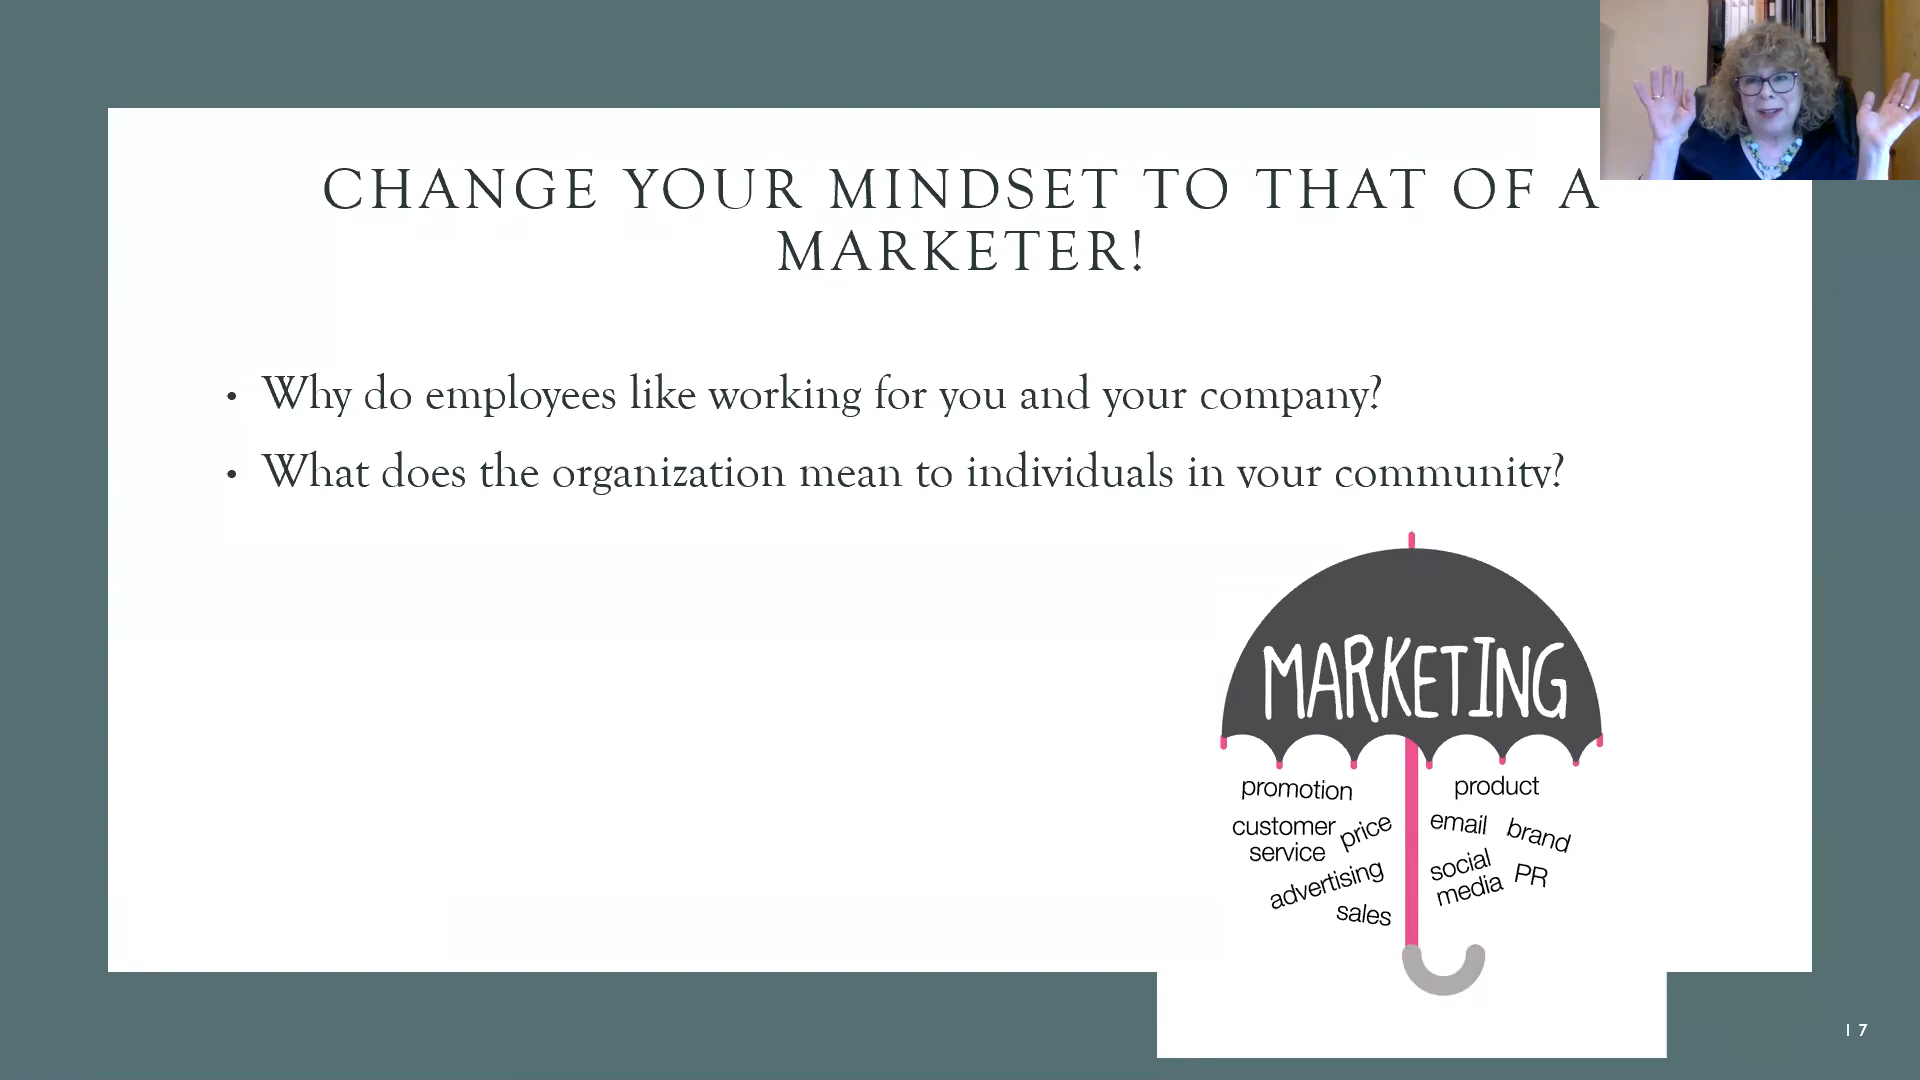 CHANGE YOUR MINDSET TO THAT OF A
MARKETER!
• Why do employees like working for you and your company?
• What does the organization mean to individuals in your community?
MARKETING
promotion
customer
service
price
advertising
sales
product
email
brand
social
media
PR
17